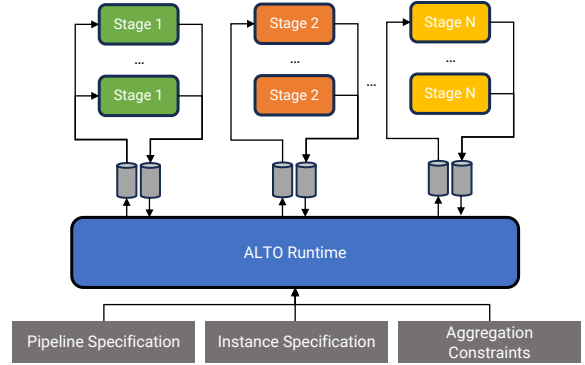 Stage 1
Stage 2
Stage N
...
...
...
...
Stage 1
Stage 2
Stage N
ALTO Runtime
Pipeline Specification
Instance Specification
Aggregation
Constraints